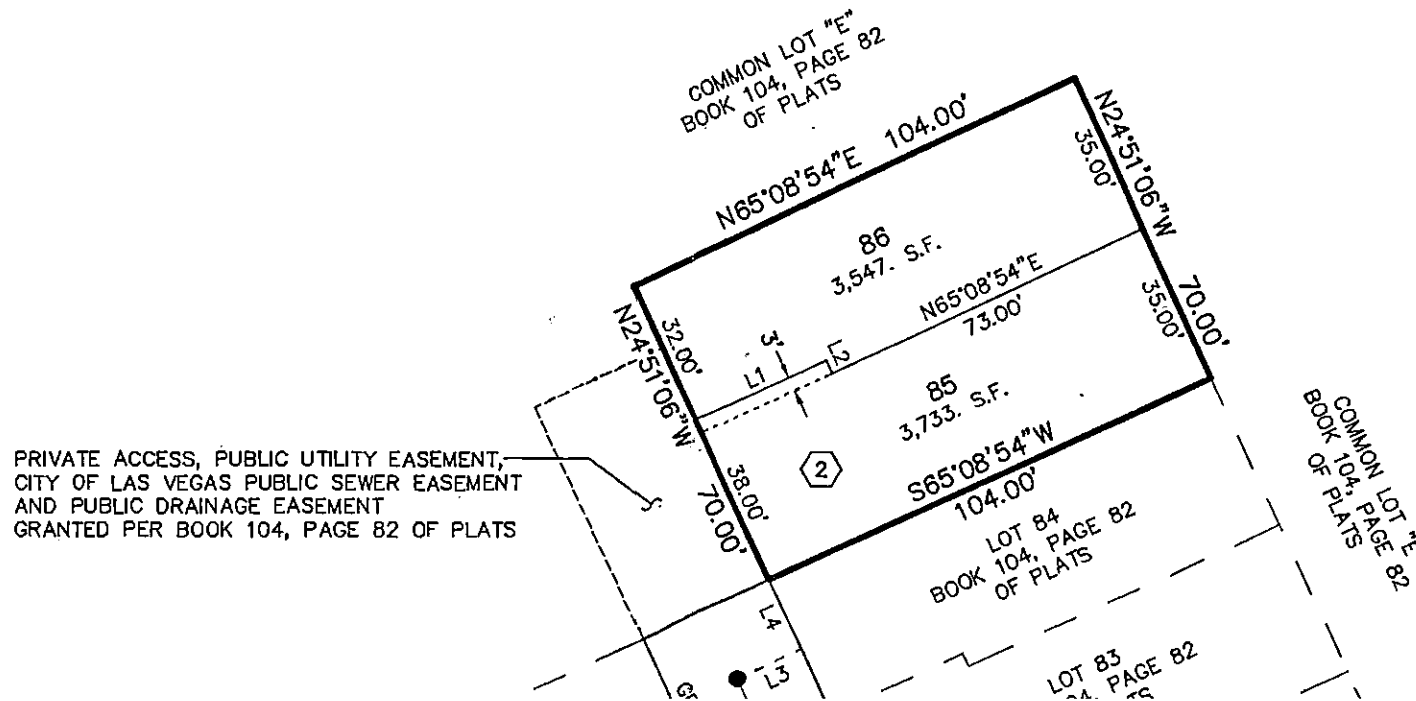 COMMON LOT "E"
BOOK 104, PAGE 82
OF PLATS
N65°08'54"E 104.00'
N24°51'06"W
35.00'
86
3,547. S.F.
N65°08'54"E
73.00'
35.00'
70.00'
32.00'
N24°51'06"W
3'
L1
L2
85
3,733. S.F.
2
38.00'
70.00'
S65°08'54"W
104.00'
PRIVATE ACCESS, PUBLIC UTILITY EASEMENT,
CITY OF LAS VEGAS PUBLIC SEWER EASEMENT
AND PUBLIC DRAINAGE EASEMENT
GRANTED PER BOOK 104, PAGE 82 OF PLATS
COMMON LOT "E
BOOK 104, PAGE 82
OF PLATS
LOT 84
BOOK 104, PAGE 82
OF PLATS
L4
L3
LOT 83
PAGE 82